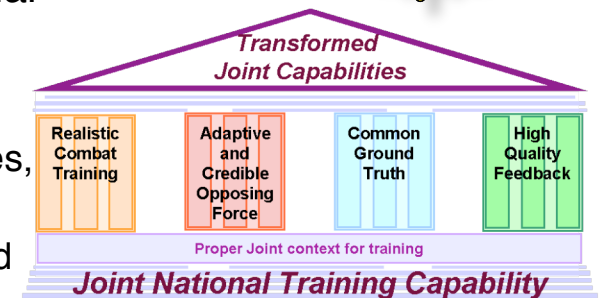 Transformed
Joint Capabilities
Realistic
Combat
Training
Adaptive
and
Credible
Opposing
Force
Common
Ground
Truth
High
Quality
Feedback
es,
d
Proper Joint context for training
Joint National Training Capability